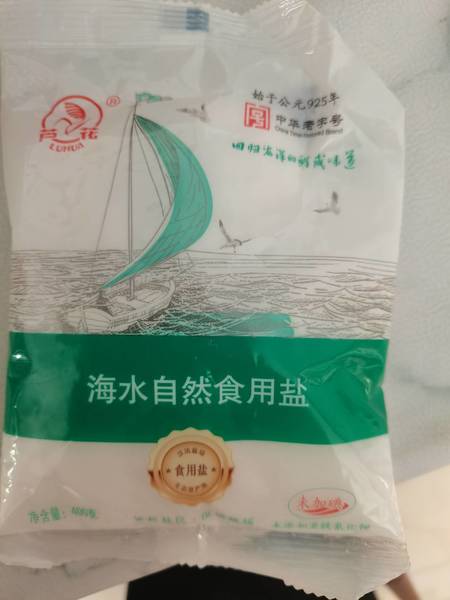 芦花
LUHUA
®
始于公元925年
中华老字号
China Time-honored Brand
回归海洋的鲜咸味道
海水自然食用盐
食用盐
未加碘
净含量:400克